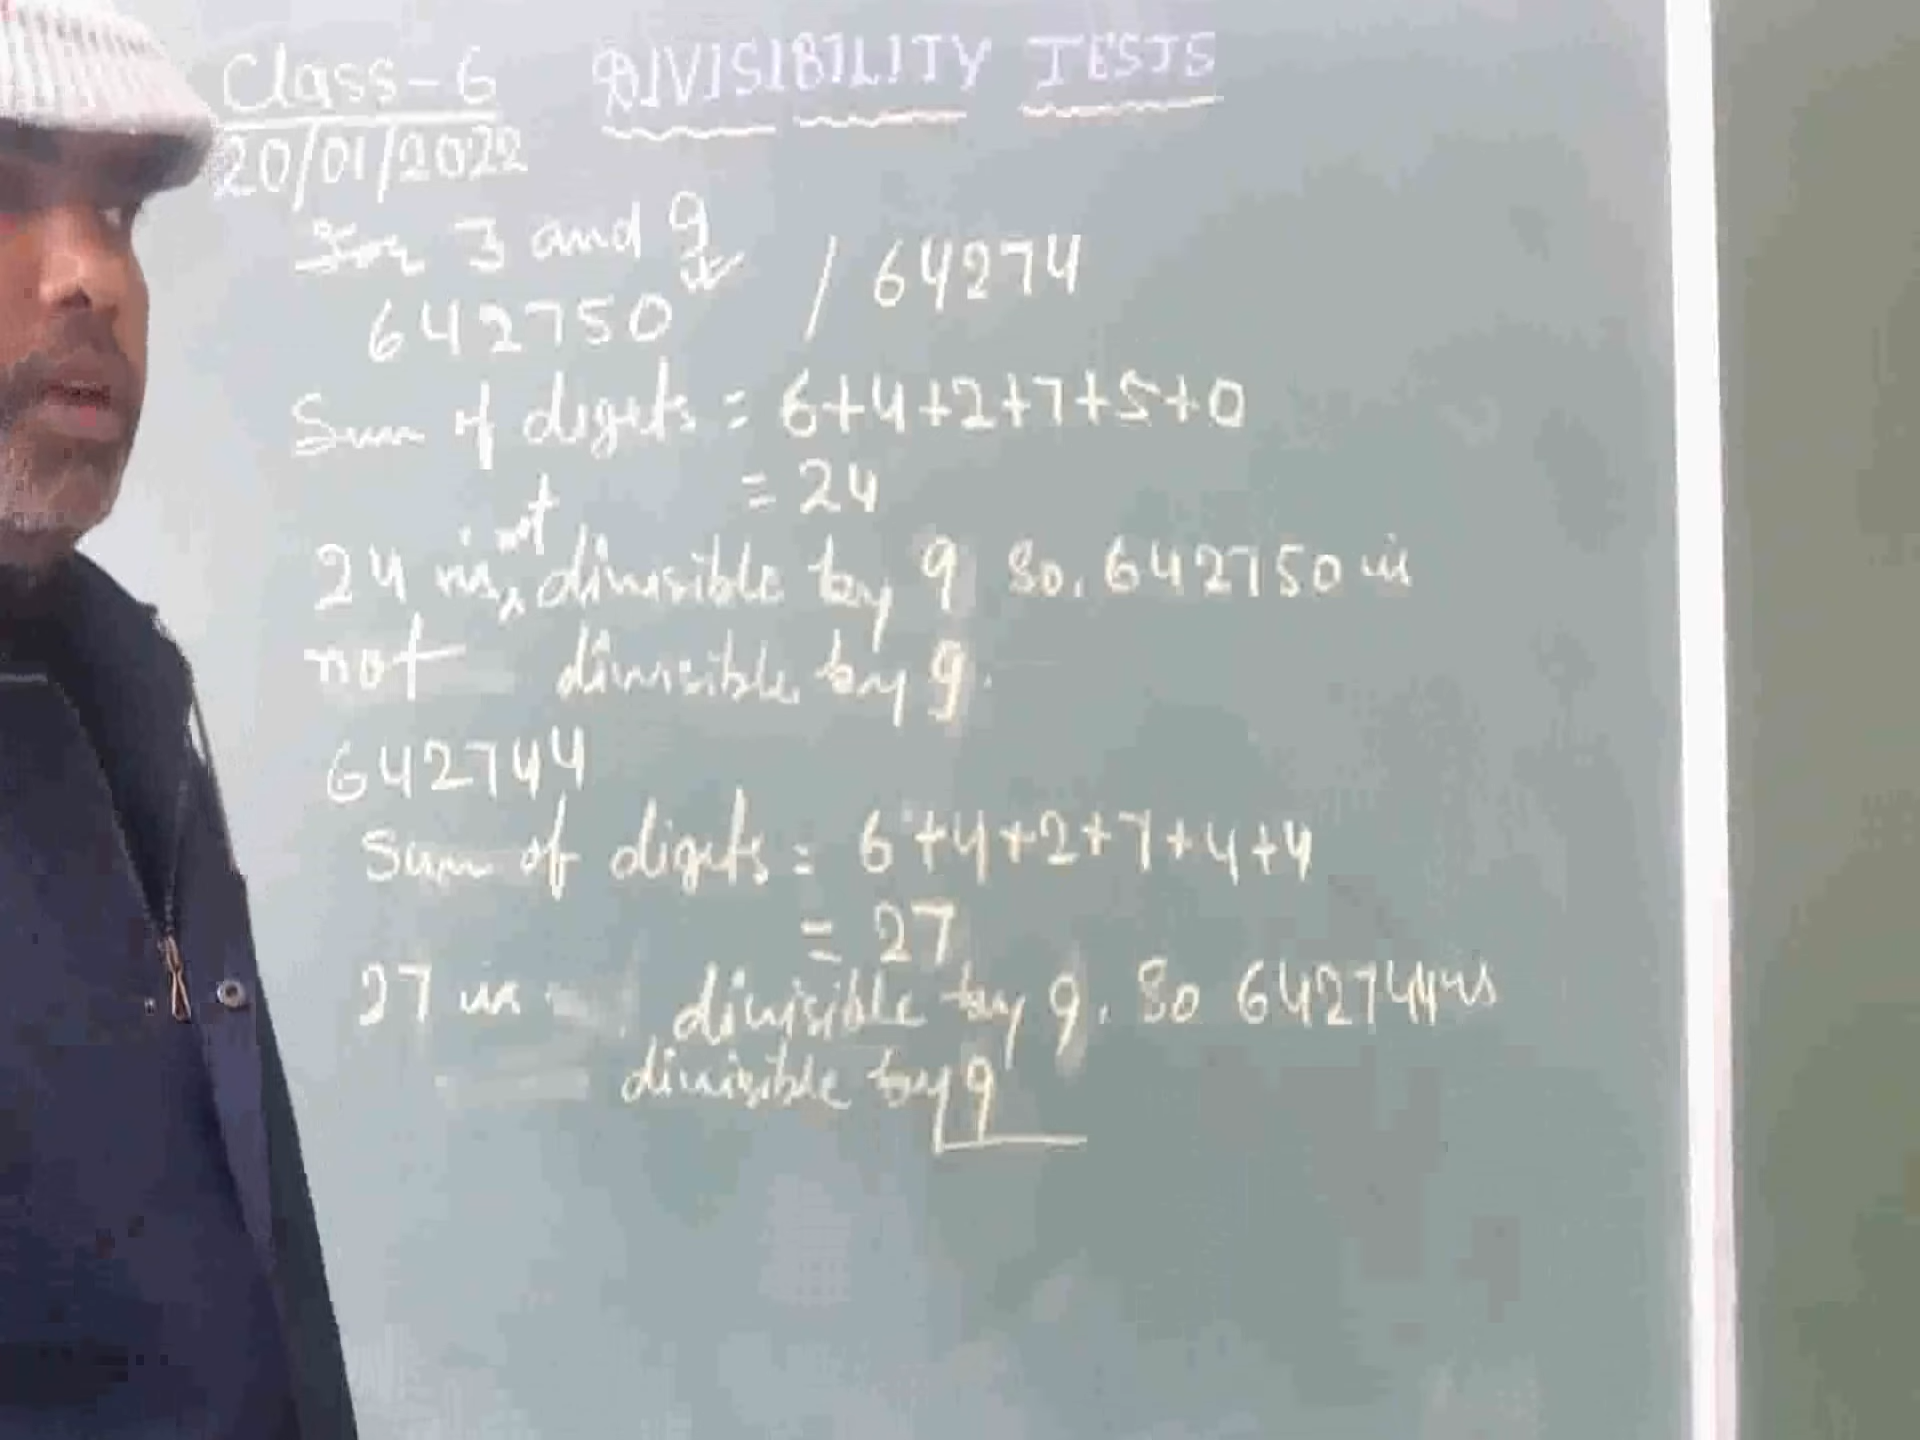 Class-6 DIVISIBILITY TESTS
20/01/2022
For 3 and 9
642750 / 64274
Sum of digits = 6+4+2+7+5+0
= 24
24 is not divisible by 9 So. 642750 is
not divisible by 9.
642744
Sum of digits = 6+4+2+7+4+4
= 27
27 is divisible by 9. So 642744 is
divisible by 9